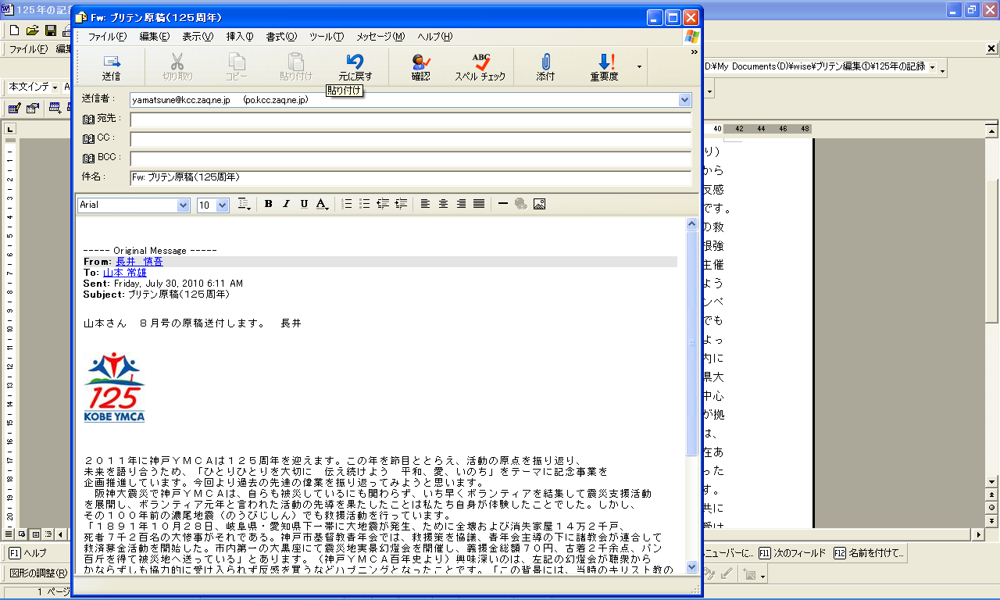 125年の記録
Fw: ブリテン原稿(１２５周年)
ファイル(F) 編集(E) 表示(V) 挿入(I) 書式(O) ツール(T) メッセージ(M) ヘルプ(H)
送信 切り取り コピー 貼り付け 元に戻す 確認 スペル チェック 添付 重要度
貼り付け
送信者： yamatsune@kcc.zaq.ne.jp (po.kcc.zaq.ne.jp)
宛先：
CC：
BCC：
件名： Fw: ブリテン原稿(１２５周年)
Arial 10
----- Original Message -----
From: 長井　慎吾
To: 山本 常雄
Sent: Friday, July 30, 2010 6:11 AM
Subject: ブリテン原稿(１２５周年)
山本さん　８月号の原稿送付します。　長井
125
KOBE YMCA
２０１１年に神戸ＹＭＣＡは１２５周年を迎えます。この年を節目ととらえ、活動の原点を振り返り、
未来を語り合うため、「ひとりひとりを大切に　伝え続けよう　平和、愛、いのち」をテーマに記念事業を
企画推進しています。今回より過去の先達の偉業を振り返ってみようと思います。
　阪神大震災で神戸ＹＭＣＡは、自らも被災しているにも関わらず、いち早くボランティアを結集して震災支援活動
を展開し、ボランティア元年と言われた活動の先導を果たしたことは私たち自身が体験したことでした。しかし、
その１００年前の濃尾地震（のうびじしん）でも救援活動を行っています。
「１８９１年１０月２８日、岐阜県・愛知県下一帯に大地震が発生、ために全壊および消失家屋１４万２千戸、
死者７千２百名の大惨事がそれである。神戸市基督教青年会では、救援策を協議、青年会主導の下に諸教会が連合して
救済募金活動を開始した。市内第一の大黒座にて震災地実景幻燈会を開催し、義援金総額７０円、古着２千余点、パン
百斤を得て被災地へ送っている」とあります。（神戸ＹＭＣＡ百年史より）興味深いのは、左記の幻燈会が聴衆から
かならずしも協力的に受け入れられず反感を買うなどハプニングとなったことです。「この背景には、当時のキリスト教の
ファイル(F) 編集
本文インデ
F1 ヘルプ
図形の調整(R)
1 ページ
D:¥My Documents(D)¥wise¥ブリテン編集①¥125年の記録
40 42 44 46 48
り）
から
反感
です。
の救
根強
主催
よう
ンペ
でも
よっ
内に
県大
中心
が拠
は、
在あ
った
す。
共に
受け
ニューバーに... F11 次のフィールド F12 名前を付けて...